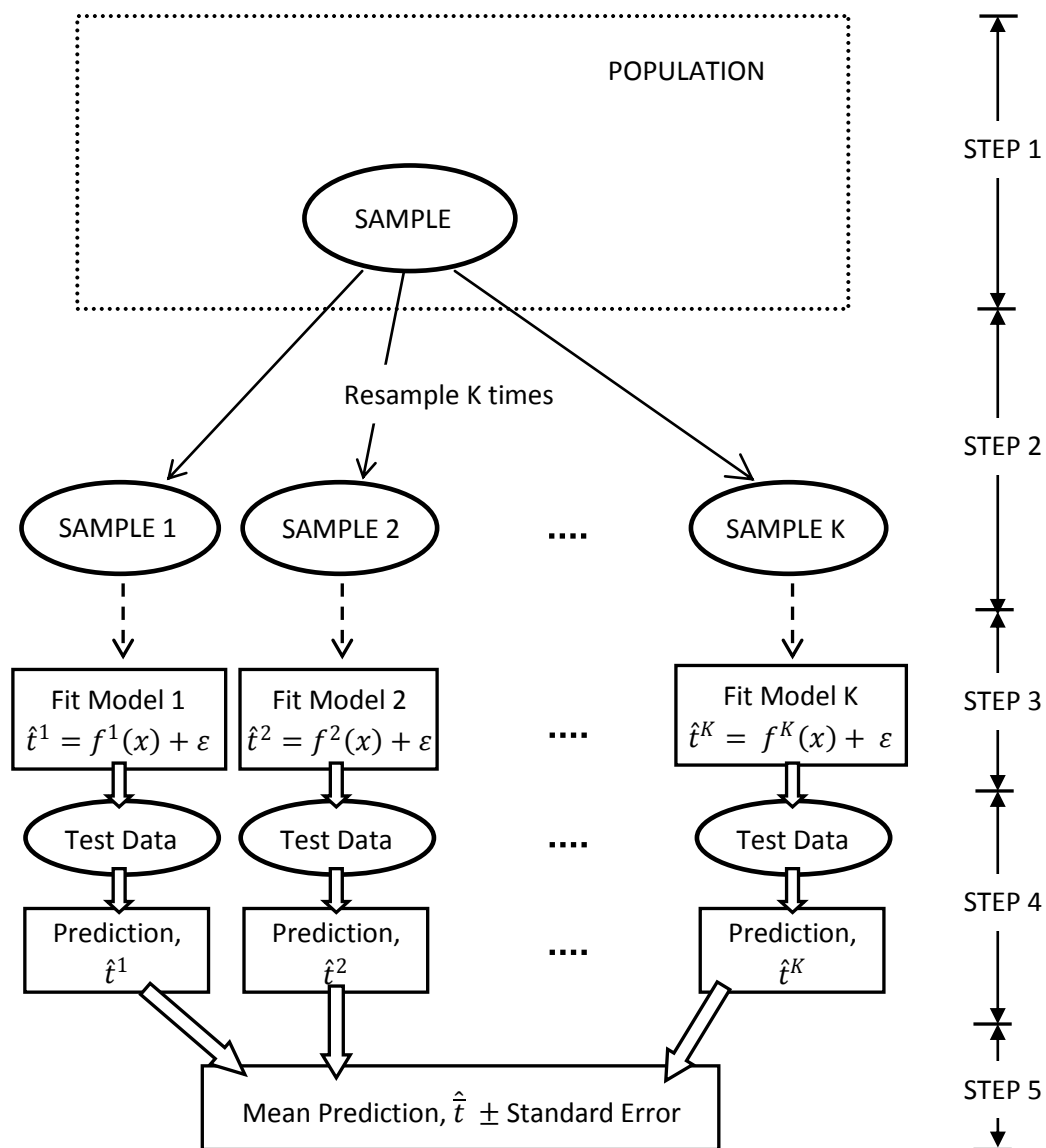 POPULATION
STEP 1
SAMPLE
Resample K times
STEP 2
SAMPLE 1
SAMPLE 2
....
SAMPLE K
Fit Model 1
t̂¹ = f¹(x) + ε
Fit Model 2
t̂² = f²(x) + ε
....
Fit Model K
t̂ᴷ = fᴷ(x) + ε
STEP 3
Test Data
Test Data
....
Test Data
STEP 4
Prediction,
t̂¹
Prediction,
t̂²
....
Prediction,
t̂ᴷ
Mean Prediction, t̄̂ ± Standard Error
STEP 5